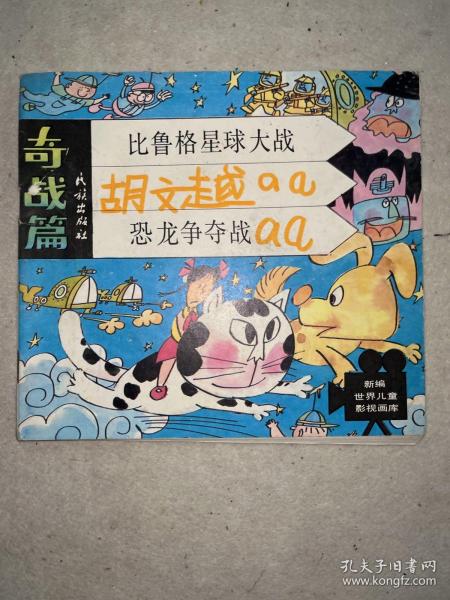 奇战篇
民族出版社
比鲁格星球大战
胡文越aa
恐龙争夺战aa
新编
世界儿童
影视画库
孔夫子旧书网
www.kongfz.com